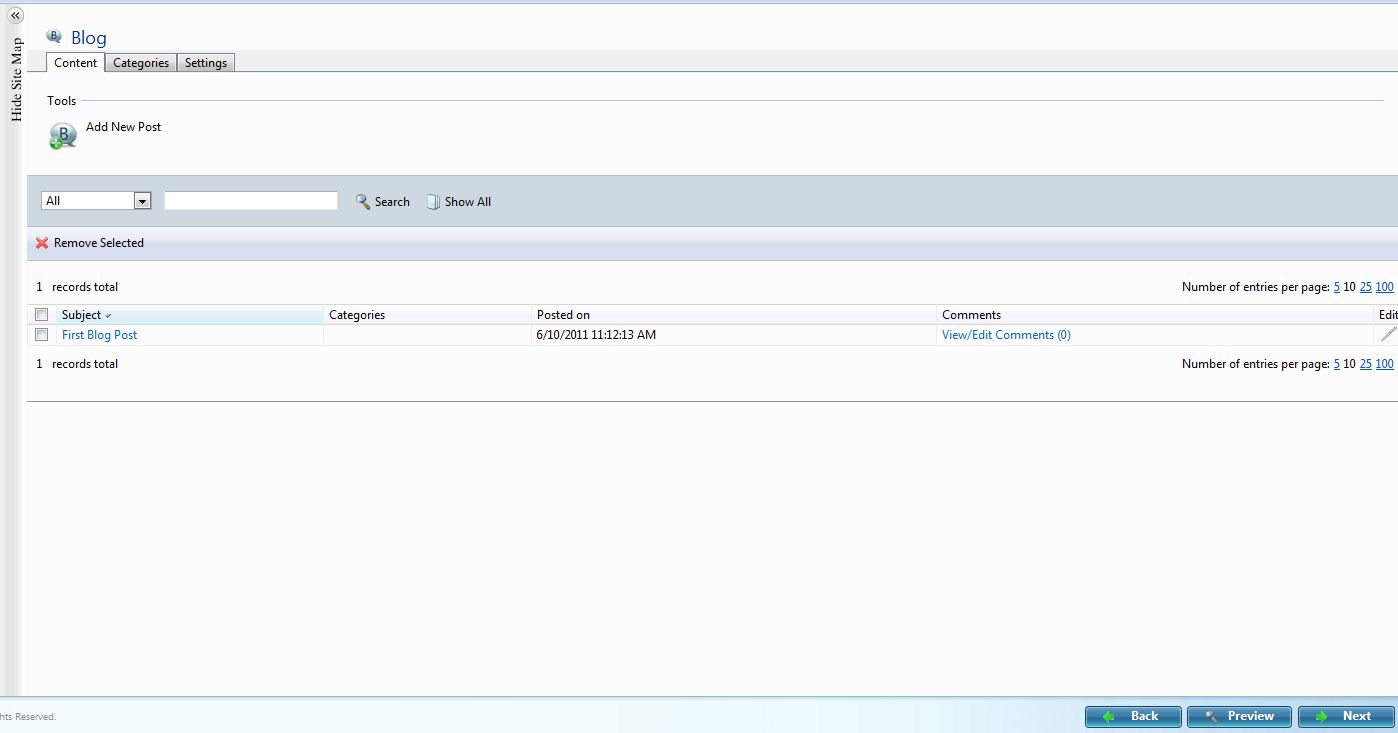 Hide Site Map
Blog
Content Categories Settings
Tools
Add New Post
All Search Show All
Remove Selected
1 records total Number of entries per page: 5 10 25 100
Subject Categories Posted on Comments Edit
First Blog Post 6/10/2011 11:12:13 AM View/Edit Comments (0)
1 records total Number of entries per page: 5 10 25 100
hts Reserved. Back Preview Next